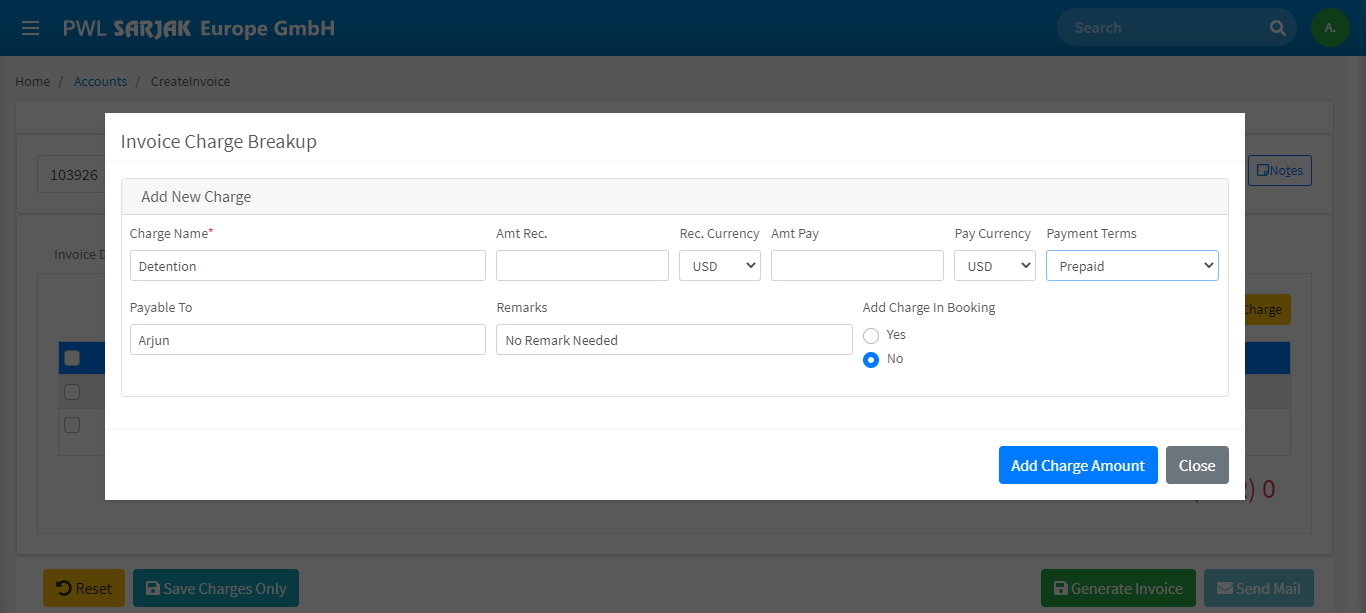 PWL SARJAK Europe GmbH
Search
A.
Home / Accounts / CreateInvoice
Invoice Charge Breakup
103926
Notes
Add New Charge
Charge Name* Amt Rec. Rec. Currency Amt Pay Pay Currency Payment Terms
Invoice
Detention USD USD Prepaid
Payable To Remarks Add Charge In Booking
Charge
Arjun No Remark Needed Yes
No
Add Charge Amount Close
) 0
Reset Save Charges Only Generate Invoice Send Mail